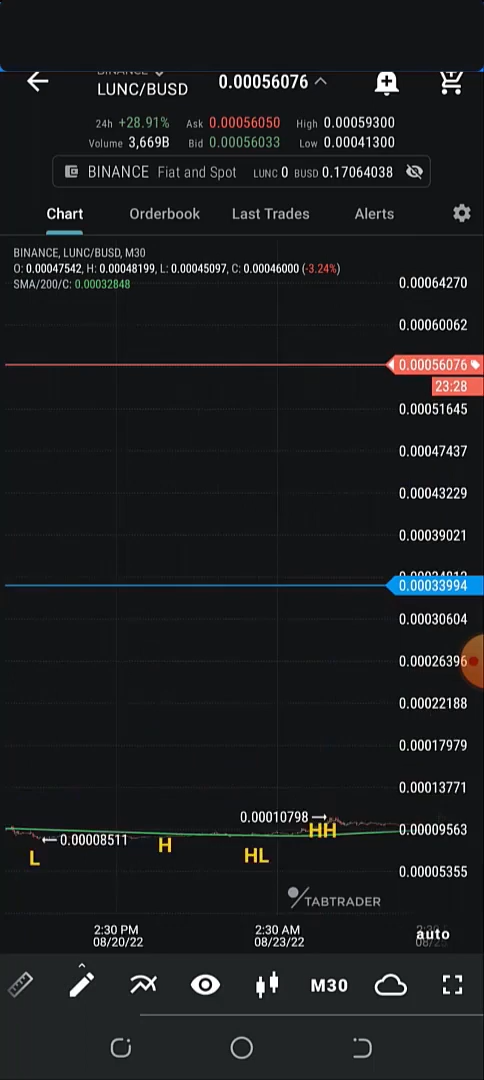 LUNC/BUSD
0.00056076
24h +28.91% Ask 0.00056050 High 0.00059300
Volume 3,669B Bid 0.00056033 Low 0.00041300
BINANCE Fiat and Spot LUNC 0 BUSD 0.17064038
Chart Orderbook Last Trades Alerts
BINANCE, LUNC/BUSD, M30
O: 0.00047542, H: 0.00048199, L: 0.00045097, C: 0.00046000 (-3.24%)
SMA/200/C: 0.00032848
0.00064270
0.00060062
0.00056076
23:28
0.00051645
0.00047437
0.00043229
0.00039021
0.00033994
0.00030604
0.00026396
0.00022188
0.00017979
0.00013771
0.00010798
0.00009563
HH
0.00008511
H
HL
L
0.00005355
TABTRADER
2:30 PM 2:30 AM
08/20/22 08/23/22
auto
M30